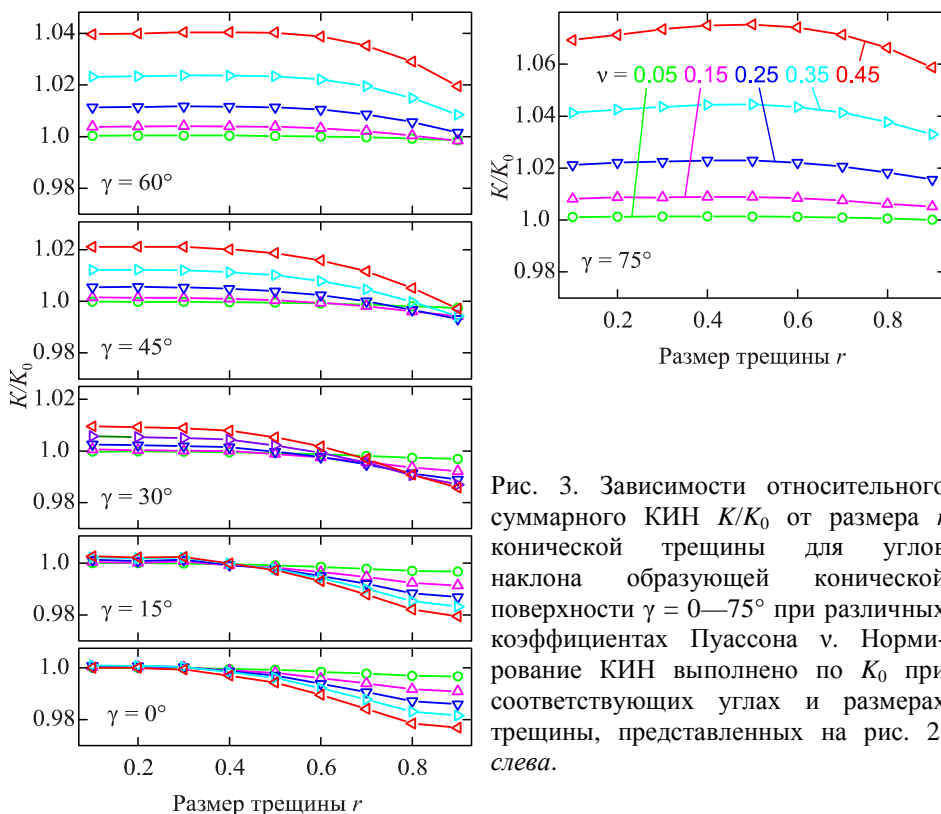 1.04
1.02
1.0
0.98
γ = 60°
1.02
1.0
0.98
γ = 45°
K/K₀
1.02
1.0
0.98
γ = 30°
1.0
0.98
γ = 15°
1.0
0.98
γ = 0°
0.2 0.4 0.6 0.8
Размер трещины r
1.06
1.04
1.02
1.0
0.98
K/K₀
ν = 0.05 0.15 0.25 0.35 0.45
γ = 75°
0.2 0.4 0.6 0.8
Размер трещины r
Рис. 3. Зависимости относительного
суммарного КИН K/K₀ от размера r
конической трещины для углов
наклона образующей конической
поверхности γ = 0—75° при различных
коэффициентах Пуассона ν. Норми-
рование КИН выполнено по K₀ при
соответствующих углах и размерах
трещины, представленных на рис. 2,
слева.